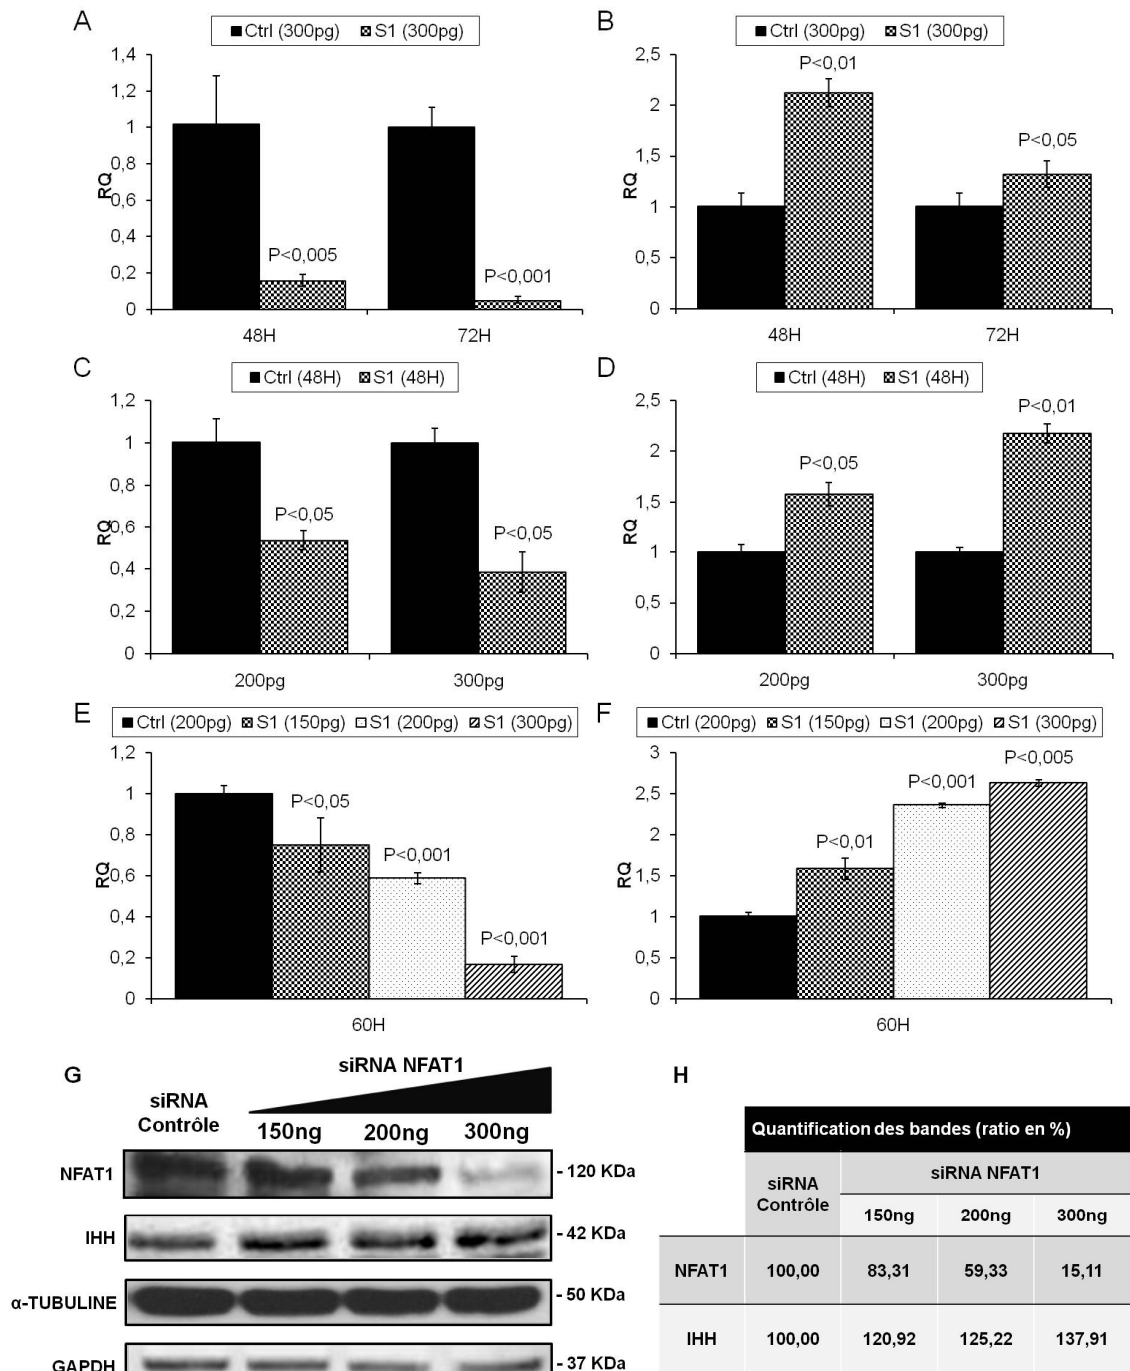 A
Ctrl (300pg) S1 (300pg)
1,4
1,2
1
0,8
0,6
0,4
0,2
0
RQ
P<0,005
P<0,001
48H 72H
B
Ctrl (300pg) S1 (300pg)
2,5
2
1,5
1
0,5
0
RQ
P<0,01
P<0,05
48H 72H
C
Ctrl (48H) S1 (48H)
1,2
1
0,8
0,6
0,4
0,2
0
RQ
P<0,05
P<0,05
200pg 300pg
D
Ctrl (48H) S1 (48H)
2,5
2
1,5
1
0,5
0
RQ
P<0,05
P<0,01
200pg 300pg
E
Ctrl (200pg) S1 (150pg) S1 (200pg) S1 (300pg)
1,2
1
0,8
0,6
0,4
0,2
0
RQ
P<0,05
P<0,001
P<0,001
60H
F
Ctrl (200pg) S1 (150pg) S1 (200pg) S1 (300pg)
3
2,5
2
1,5
1
0,5
0
RQ
P<0,01
P<0,001
P<0,005
60H
G
siRNA NFAT1
siRNA
Contrôle
150ng 200ng 300ng
NFAT1 - 120 KDa
IHH - 42 KDa
α-TUBULINE - 50 KDa
GAPDH - 37 KDa
H
Quantification des bandes (ratio en %)
siRNA
Contrôle
siRNA NFAT1
150ng 200ng 300ng
NFAT1 100,00 83,31 59,33 15,11
IHH 100,00 120,92 125,22 137,91